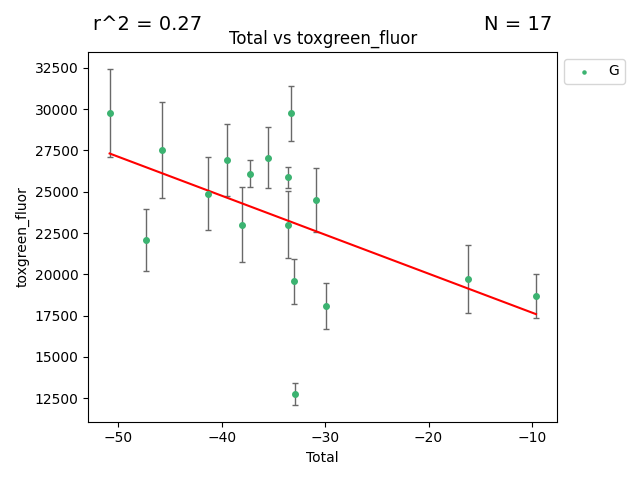 r^2 = 0.27
N = 17
Total vs toxgreen_fluor
G
32500
30000
27500
25000
22500
20000
17500
15000
12500
toxgreen_fluor
−50
−40
−30
−20
−10
Total